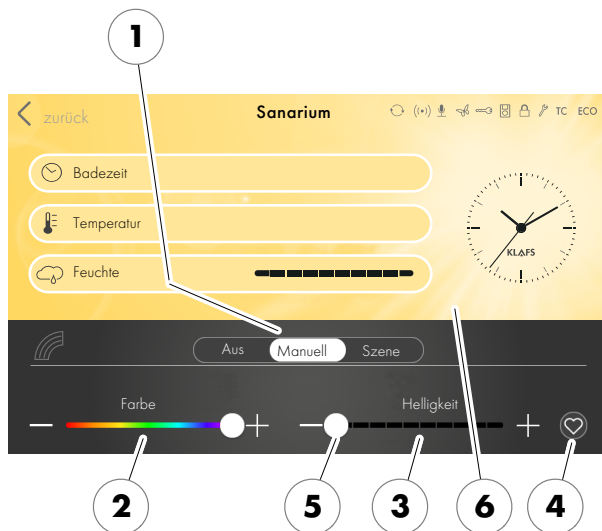 1
zurück Sanarium TC ECO
Badezeit
Temperatur
KLAFS
Feuchte
Aus Manuell Szene
Farbe Helligkeit
2 5 3 6 4